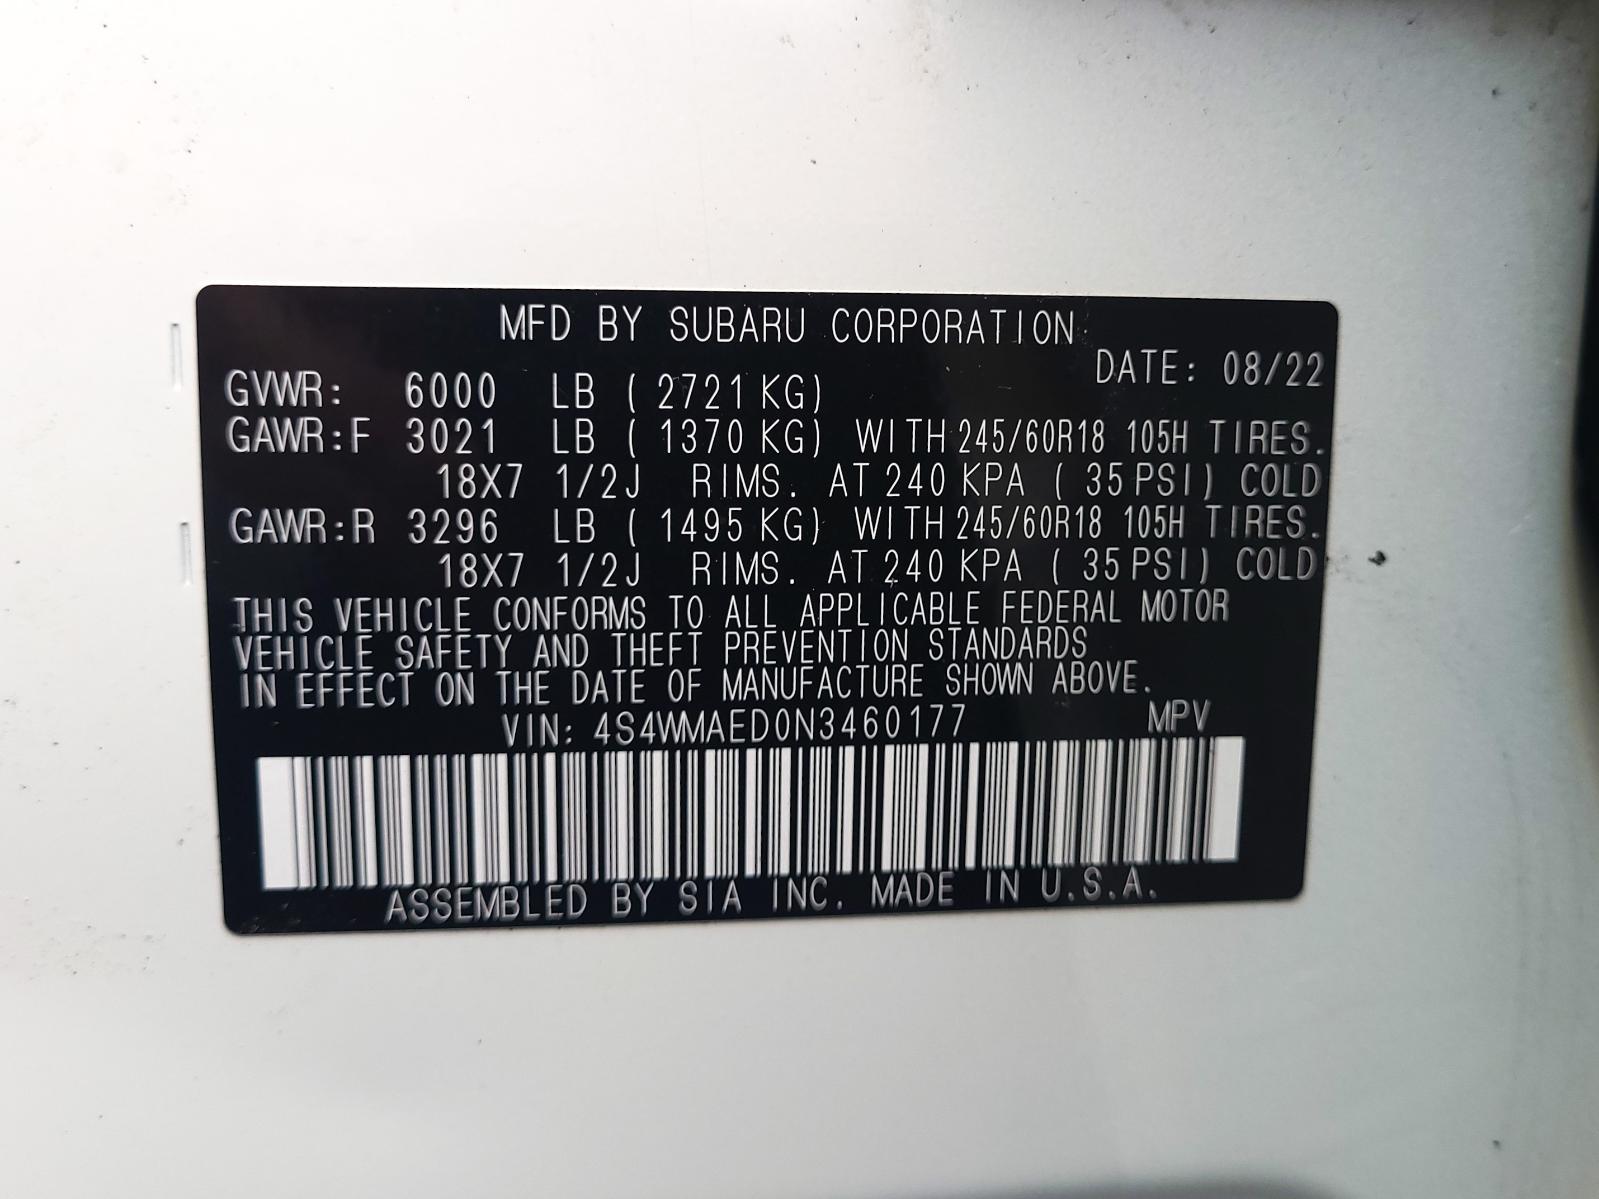 MFD BY SUBARU CORPORATION
DATE: 08/22
GVWR: 6000 LB (2721 KG)
GAWR:F 3021 LB (1370 KG) WITH 245/60R18 105H TIRES.
18X7 1/2J RIMS. AT 240 KPA (35 PSI) COLD
GAWR:R 3296 LB (1495 KG) WITH 245/60R18 105H TIRES.
18X7 1/2J RIMS. AT 240 KPA (35 PSI) COLD
THIS VEHICLE CONFORMS TO ALL APPLICABLE FEDERAL MOTOR
VEHICLE SAFETY AND THEFT PREVENTION STANDARDS
IN EFFECT ON THE DATE OF MANUFACTURE SHOWN ABOVE.
VIN: 4S4WMAED0N3460177 MPV
ASSEMBLED BY SIA INC. MADE IN U.S.A.